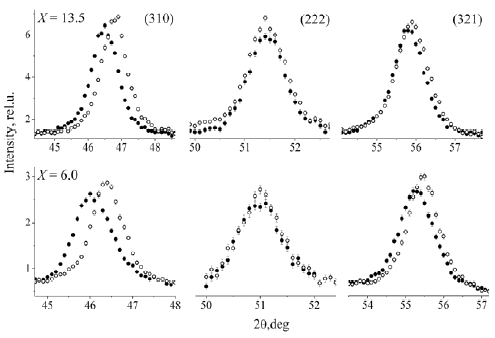 X = 13.5 (310) (222) (321)
6
4
2
45 46 47 48 50 51 52 55 56 57
Intensity, rel.u.
X = 6.0
3
2
1
45 46 47 48 50 51 52 54 55 56 57
2θ,deg